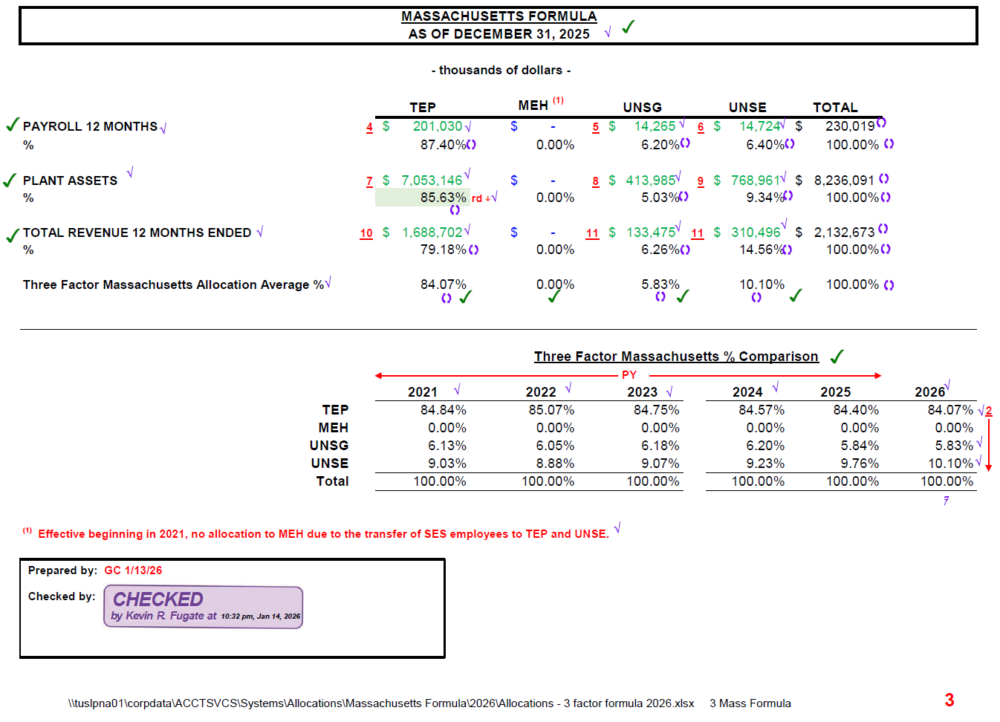 MASSACHUSETTS FORMULA
AS OF DECEMBER 31, 2025 √ ✓
- thousands of dollars -
TEP MEH (1) UNSG UNSE TOTAL
✓ PAYROLL 12 MONTHS √ 4 $ 201,030 √ $ - 5 $ 14,265 √ 6 $ 14,724 √ $ 230,019 ()
% 87.40% () 0.00% 6.20% () 6.40% () 100.00% ()
✓ PLANT ASSETS √ 7 $ 7,053,146 √ $ - 8 $ 413,985 √ 9 $ 768,961 √ $ 8,236,091 ()
% 85.63% rd ↓ √ () 0.00% 5.03% () 9.34% () 100.00% ()
✓ TOTAL REVENUE 12 MONTHS ENDED √ 10 $ 1,688,702 √ $ - 11 $ 133,475 √ 11 $ 310,496 √ $ 2,132,673 ()
% 79.18% () 0.00% 6.26% () 14.56% () 100.00% ()
Three Factor Massachusetts Allocation Average % √ 84.07% 0.00% 5.83% 10.10% 100.00% ()
() ✓ ✓ () ✓ () ✓
Three Factor Massachusetts % Comparison ✓
PY
2021 √ 2022 √ 2023 √ 2024 √ 2025 2026 √
TEP 84.84% 85.07% 84.75% 84.57% 84.40% 84.07% √ 2
MEH 0.00% 0.00% 0.00% 0.00% 0.00% 0.00%
UNSG 6.13% 6.05% 6.18% 6.20% 5.84% 5.83% √
UNSE 9.03% 8.88% 9.07% 9.23% 9.76% 10.10% √
Total 100.00% 100.00% 100.00% 100.00% 100.00% 100.00%
(1) Effective beginning in 2021, no allocation to MEH due to the transfer of SES employees to TEP and UNSE. √
Prepared by: GC 1/13/26
Checked by: CHECKED
by Kevin R. Fugate at 10:32 pm, Jan 14, 2026
\\tuslpna01\corpdata\ACCTSVCS\Systems\Allocations\Massachusetts Formula\2026\Allocations - 3 factor formula 2026.xlsx 3 Mass Formula 3